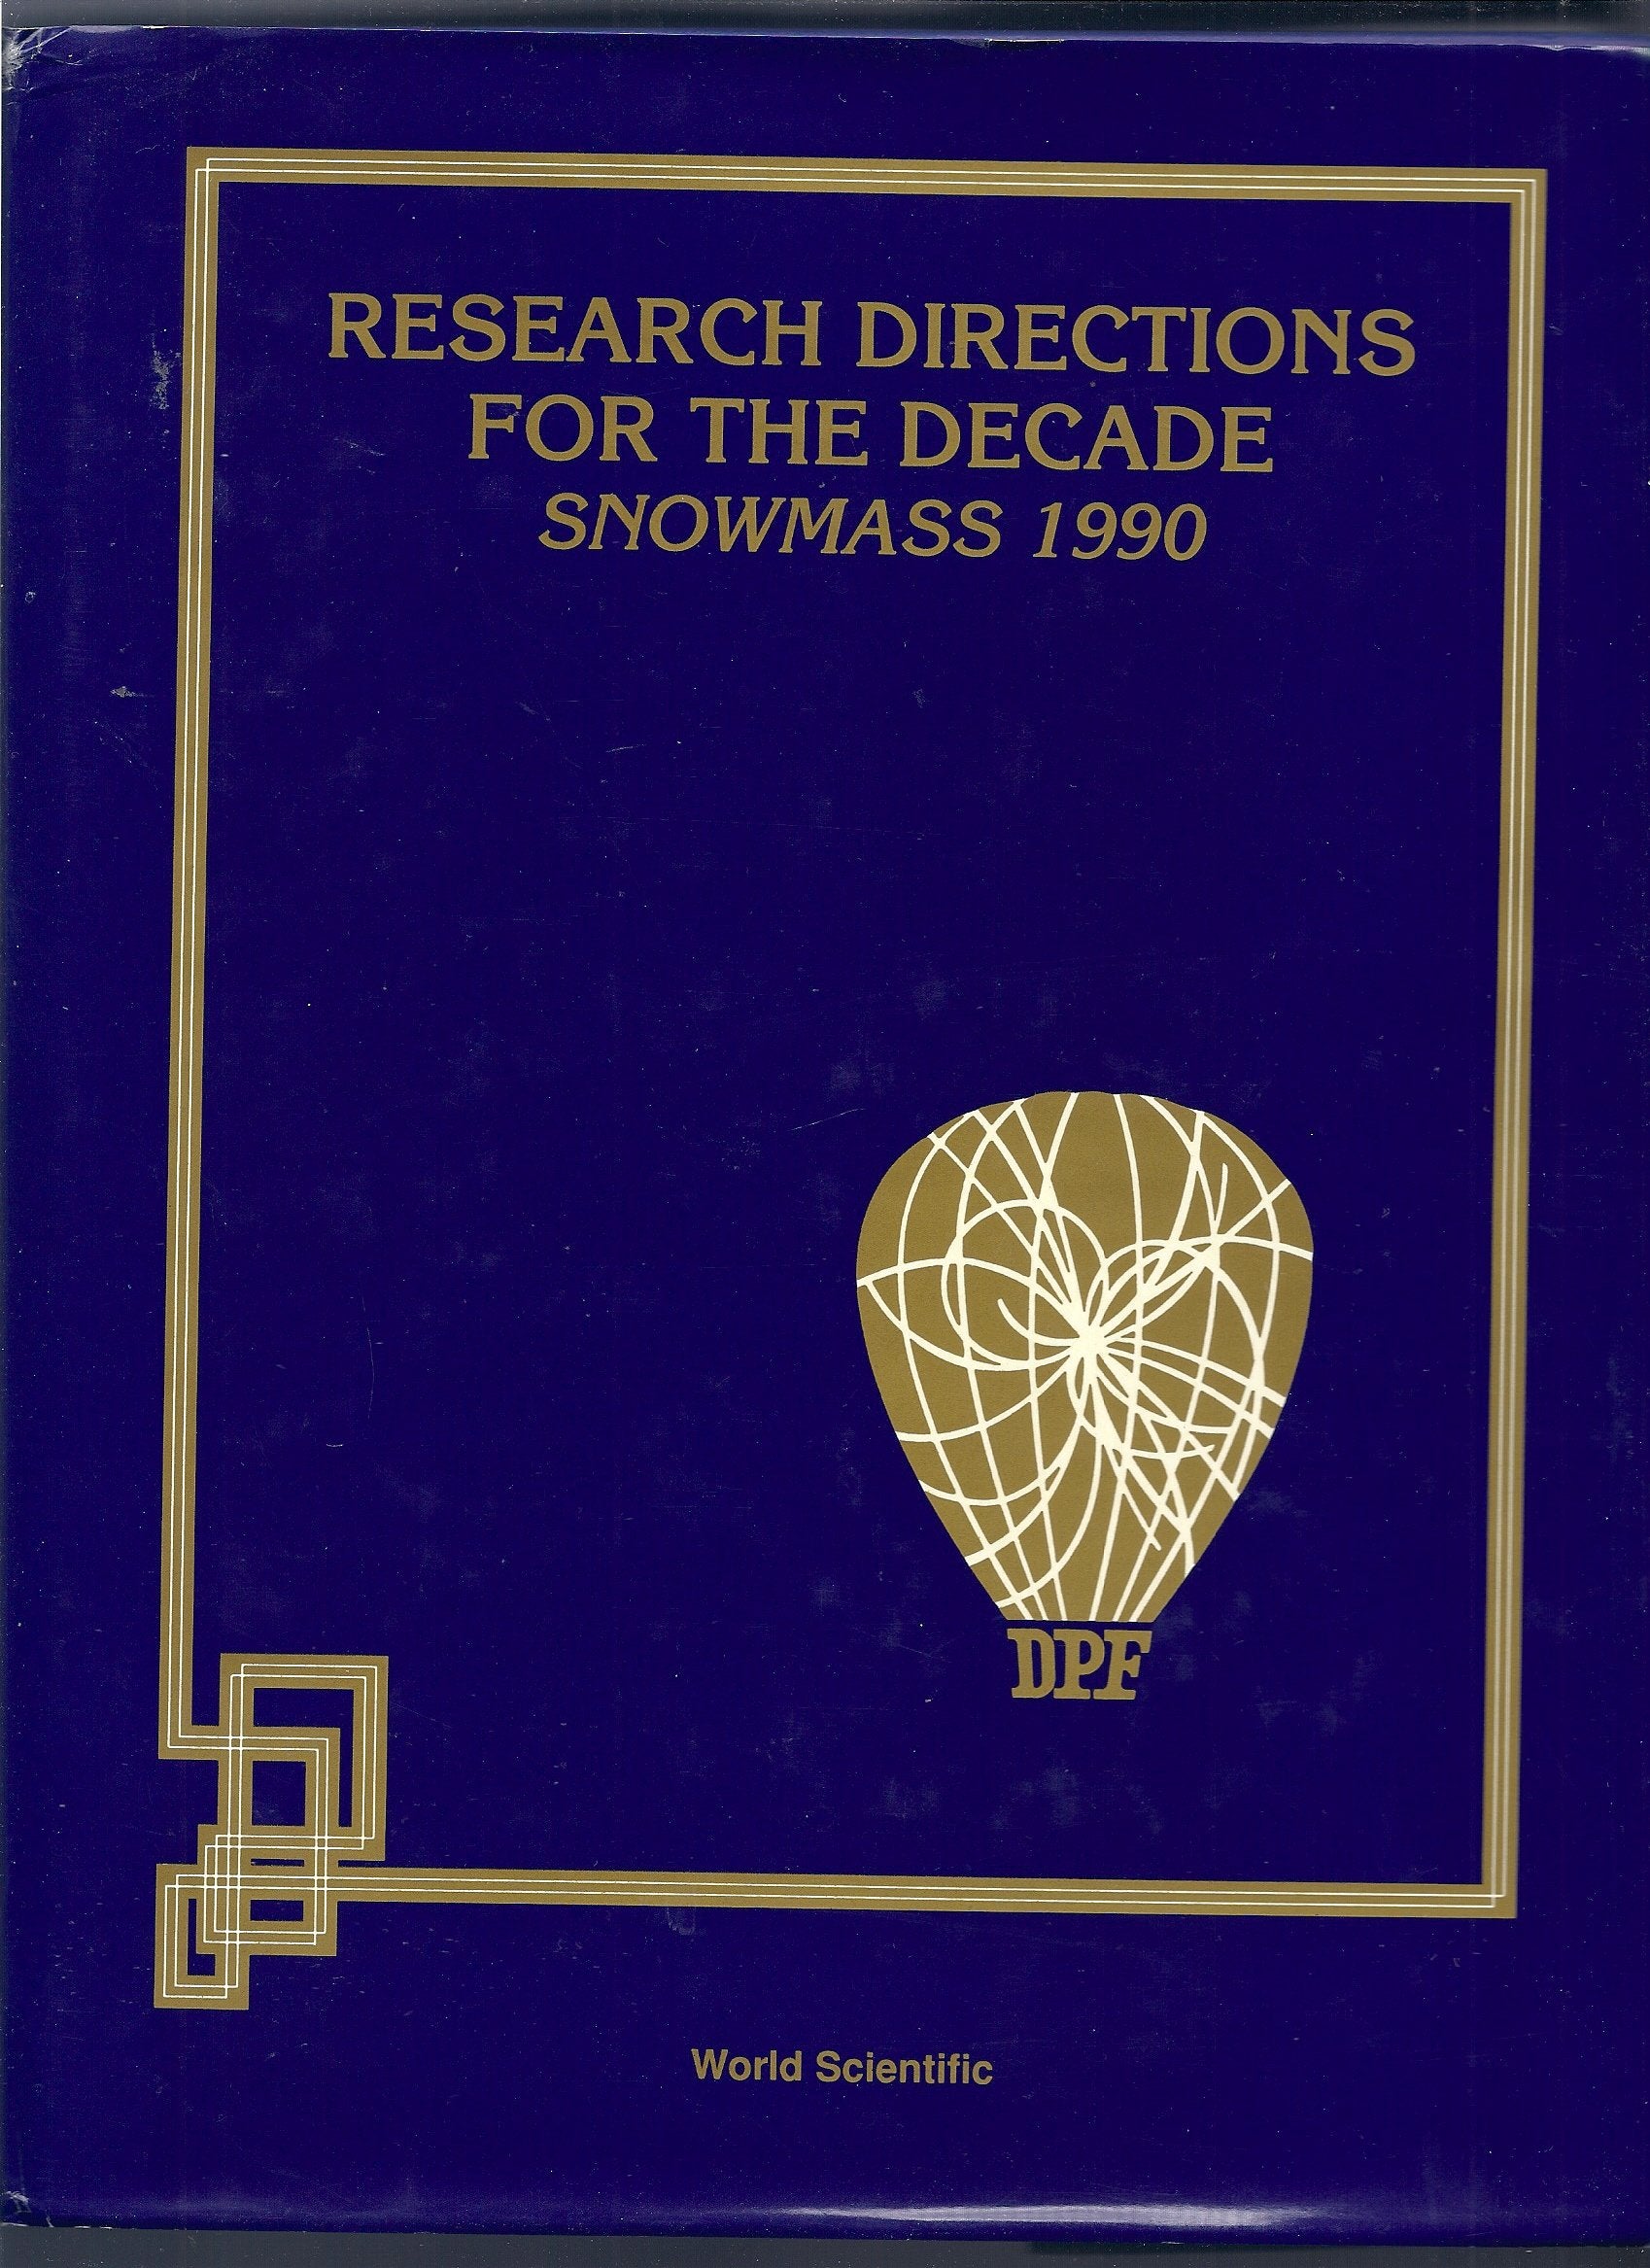 RESEARCH DIRECTIONS
FOR THE DECADE
SNOWMASS 1990
DPF
World Scientific